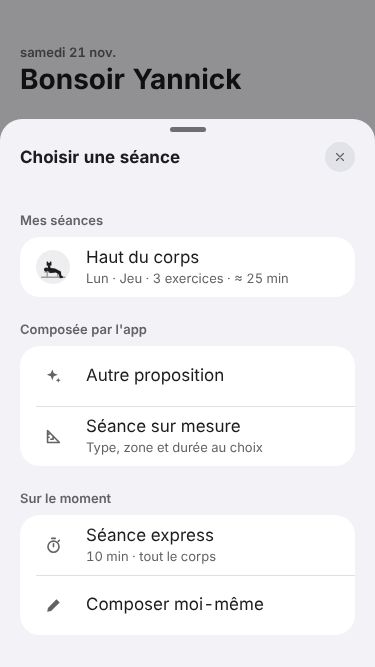 samedi 21 nov.
Bonsoir Yannick
Choisir une séance
Mes séances
Haut du corps
Lun · Jeu · 3 exercices · ≈ 25 min
Composée par l'app
Autre proposition
Séance sur mesure
Type, zone et durée au choix
Sur le moment
Séance express
10 min · tout le corps
Composer moi-même